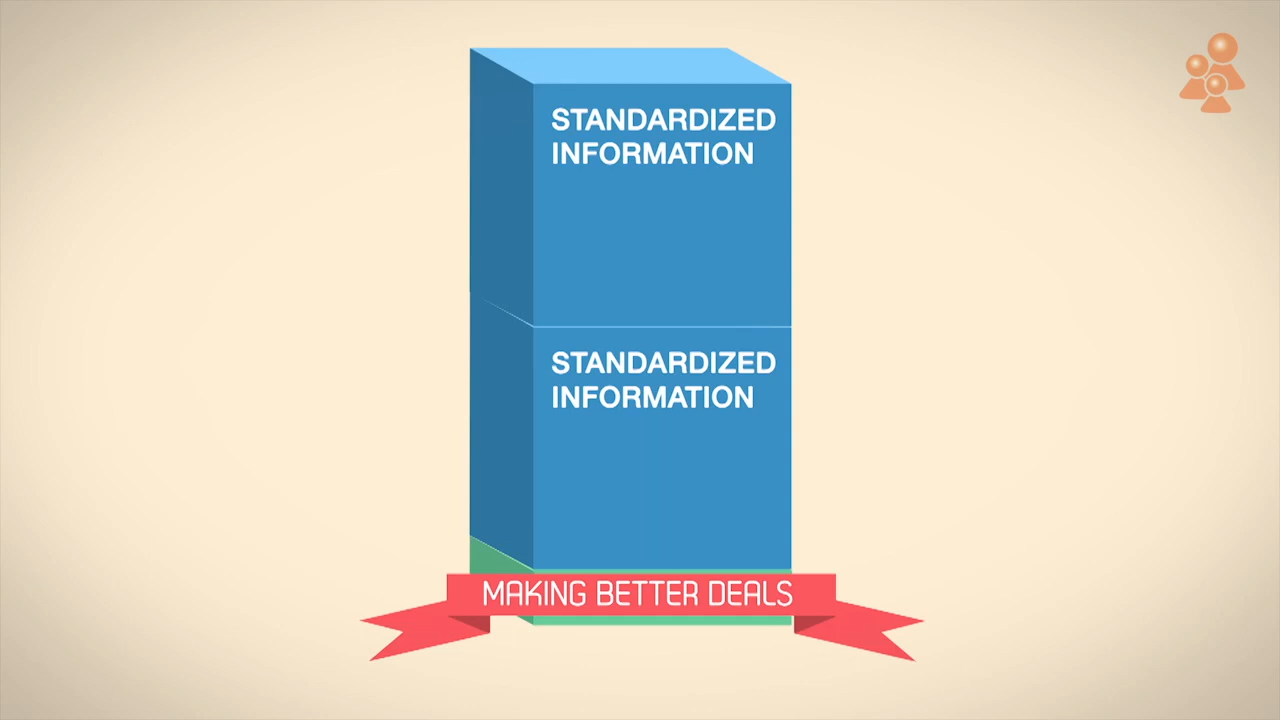 STANDARDIZED
INFORMATION
STANDARDIZED
INFORMATION
MAKING BETTER DEALS